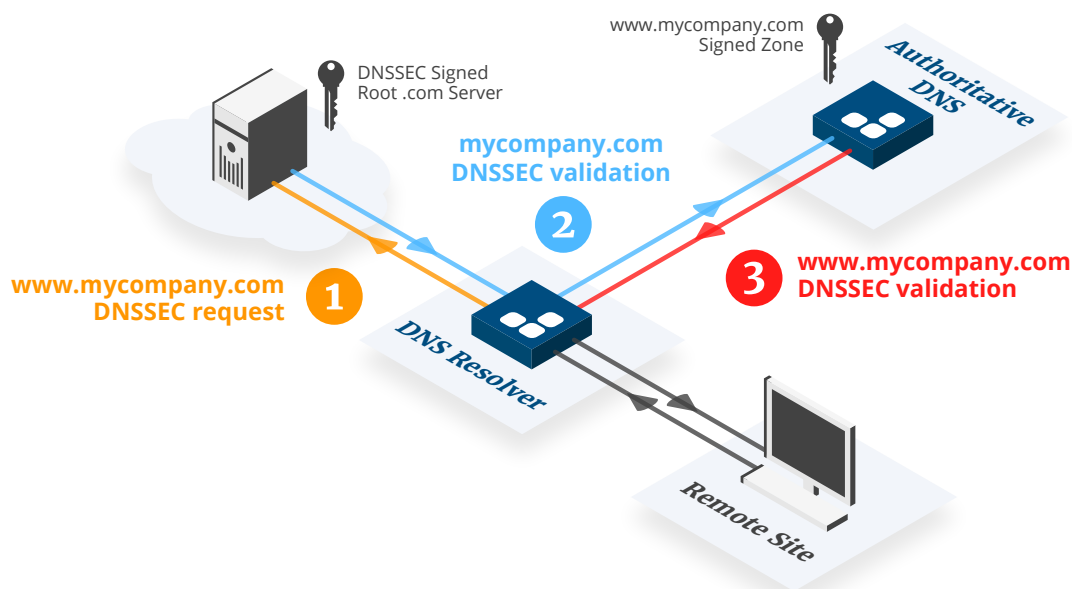 www.mycompany.com
Signed Zone
Authoritative
DNS
DNSSEC Signed
Root .com Server
mycompany.com
DNSSEC validation
2
www.mycompany.com
DNSSEC request
1
3
www.mycompany.com
DNSSEC validation
DNS Resolver
Remote Site